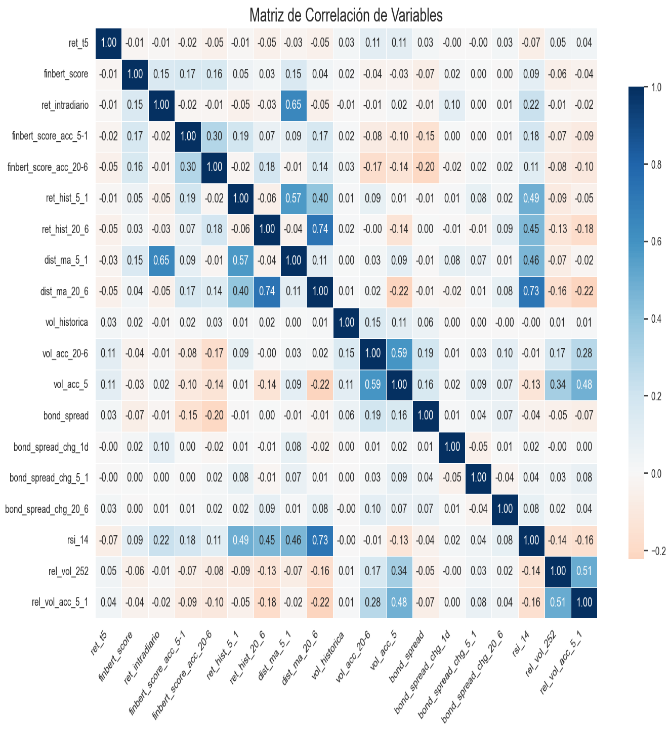 Matriz de Correlación de Variables
ret_t5 1.00 -0.01 -0.01 -0.02 -0.05 -0.01 -0.05 -0.03 -0.05 0.03 0.11 0.11 0.03 -0.00 -0.00 0.03 -0.07 0.05 0.04
finbert_score -0.01 1.00 0.15 0.17 0.16 0.05 0.03 0.15 0.04 0.02 -0.04 -0.03 -0.07 0.02 0.00 0.00 0.09 -0.06 -0.04
ret_intradiario -0.01 0.15 1.00 -0.02 -0.01 -0.05 -0.03 0.65 -0.05 -0.01 -0.01 0.02 -0.01 0.10 0.00 0.01 0.22 -0.01 -0.02
finbert_score_acc_5-1 -0.02 0.17 -0.02 1.00 0.30 0.19 0.07 0.09 0.17 0.02 -0.08 -0.10 -0.15 0.00 0.00 0.01 0.18 -0.07 -0.09
finbert_score_acc_20-6 -0.05 0.16 -0.01 0.30 1.00 -0.02 0.18 -0.01 0.14 0.03 -0.17 -0.14 -0.20 -0.02 0.02 0.02 0.11 -0.08 -0.10
ret_hist_5_1 -0.01 0.05 -0.05 0.19 -0.02 1.00 -0.06 0.57 0.40 0.02 0.09 0.01 -0.01 0.01 0.08 0.02 0.49 -0.09 -0.05
ret_hist_20_6 -0.05 0.03 -0.03 0.07 0.18 -0.06 1.00 -0.04 0.74 0.02 -0.00 -0.14 0.00 -0.01 -0.01 0.09 0.45 -0.13 -0.18
dist_ma_5_1 -0.03 0.15 0.65 0.09 -0.01 0.57 -0.04 1.00 0.11 0.00 0.03 0.09 -0.01 0.08 0.07 0.01 0.46 -0.07 -0.02
dist_ma_20_6 -0.05 0.04 -0.05 0.17 0.14 0.40 0.74 0.11 1.00 0.01 0.02 -0.22 -0.01 -0.02 0.01 0.08 0.73 -0.16 -0.22
vol_historica 0.03 0.02 -0.01 0.02 0.03 0.02 0.02 0.00 0.01 1.00 0.15 0.11 0.06 0.00 0.00 -0.00 -0.00 0.01 0.01
vol_acc_20-6 0.11 -0.04 -0.01 -0.08 -0.17 0.09 -0.00 0.03 0.02 0.15 1.00 0.59 0.19 0.01 0.03 0.10 -0.01 0.17 0.28
vol_acc_5 0.11 -0.03 0.02 -0.10 -0.14 0.01 -0.14 0.09 -0.22 0.11 0.59 1.00 0.16 0.02 0.09 0.07 -0.13 0.34 0.48
bond_spread 0.03 -0.07 -0.01 -0.15 -0.20 -0.01 0.00 -0.01 -0.01 0.06 0.19 0.16 1.00 0.01 0.04 0.07 -0.04 -0.05 -0.07
bond_spread_chg_1d -0.00 0.02 0.10 0.00 -0.02 0.01 -0.01 0.08 -0.02 0.00 0.01 0.02 0.01 1.00 -0.05 0.01 0.02 -0.00 0.00
bond_spread_chg_5_1 -0.00 0.00 0.00 0.00 0.02 0.08 -0.01 0.07 0.01 0.00 0.03 0.09 0.04 -0.05 1.00 -0.04 0.04 0.03 0.08
bond_spread_chg_20_6 0.03 0.00 0.01 0.01 0.02 0.02 0.09 0.01 0.08 -0.00 0.10 0.07 0.07 0.01 -0.04 1.00 0.08 0.02 0.04
rsi_14 -0.07 0.09 0.22 0.18 0.11 0.49 0.45 0.46 0.73 -0.00 -0.01 -0.13 -0.04 0.02 0.04 0.08 1.00 -0.14 -0.16
rel_vol_252 0.05 -0.06 -0.01 -0.07 -0.08 -0.09 -0.13 -0.07 -0.16 0.01 0.17 0.34 -0.05 -0.00 0.03 0.02 -0.14 1.00 0.51
rel_vol_acc_5_1 0.04 -0.04 -0.02 -0.09 -0.10 -0.05 -0.18 -0.02 -0.22 0.01 0.28 0.48 -0.07 0.00 0.08 0.04 -0.16 0.51 1.00
ret_t5
finbert_score
ret_intradiario
finbert_score_acc_5-1
finbert_score_acc_20-6
ret_hist_5_1
ret_hist_20_6
dist_ma_5_1
dist_ma_20_6
vol_historica
vol_acc_20-6
vol_acc_5
bond_spread
bond_spread_chg_1d
bond_spread_chg_5_1
bond_spread_chg_20_6
rsi_14
rel_vol_252
rel_vol_acc_5_1
1.0
0.8
0.6
0.4
0.2
0.0
−0.2